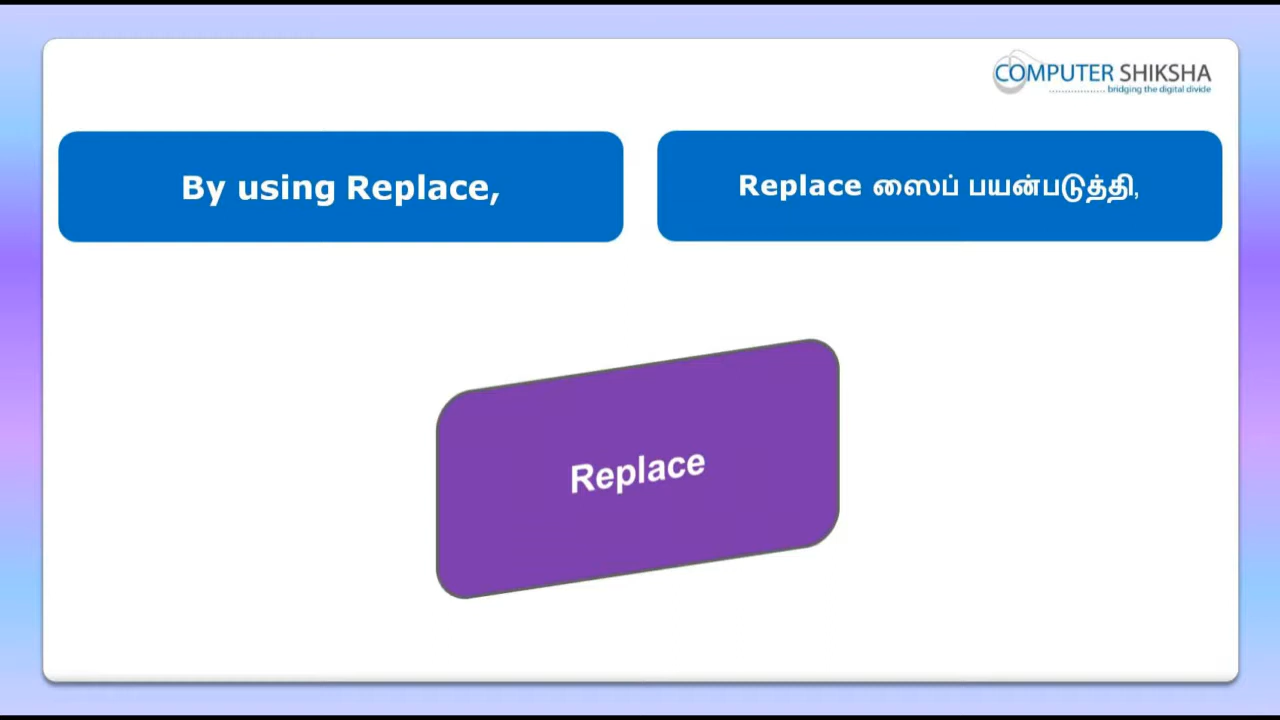 COMPUTER SHIKSHA
bridging the digital divide
By using Replace,
Replace ஸைப் பயன்படுத்தி,
Replace